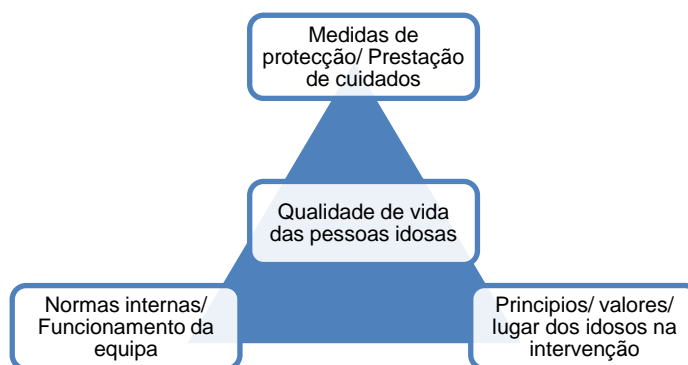 Medidas de
protecção/ Prestação
de cuidados
Qualidade de vida
das pessoas idosas
Normas internas/
Funcionamento da
equipa
Principios/ valores/
lugar dos idosos na
intervenção